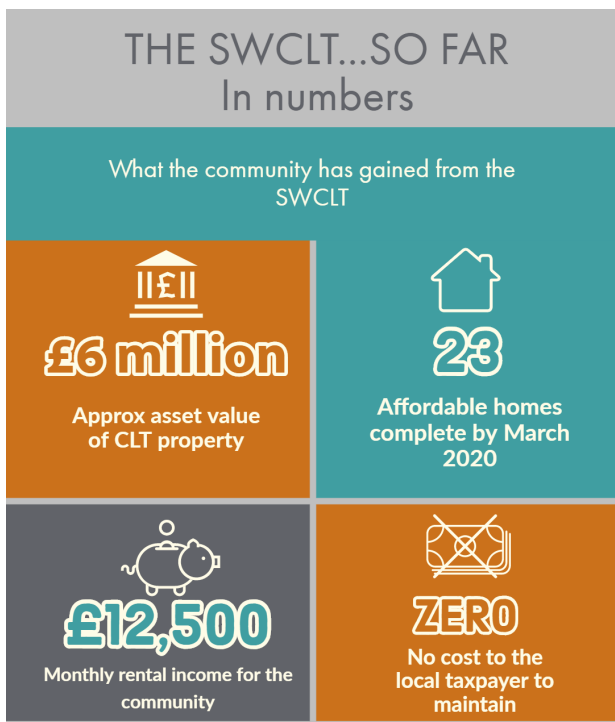 THE SWCLT...SO FAR
In numbers
What the community has gained from the
SWCLT
£
£6 million
Approx asset value
of CLT property
23
Affordable homes
complete by March
2020
£12,500
Monthly rental income for the
community
ZERO
No cost to the
local taxpayer to
maintain